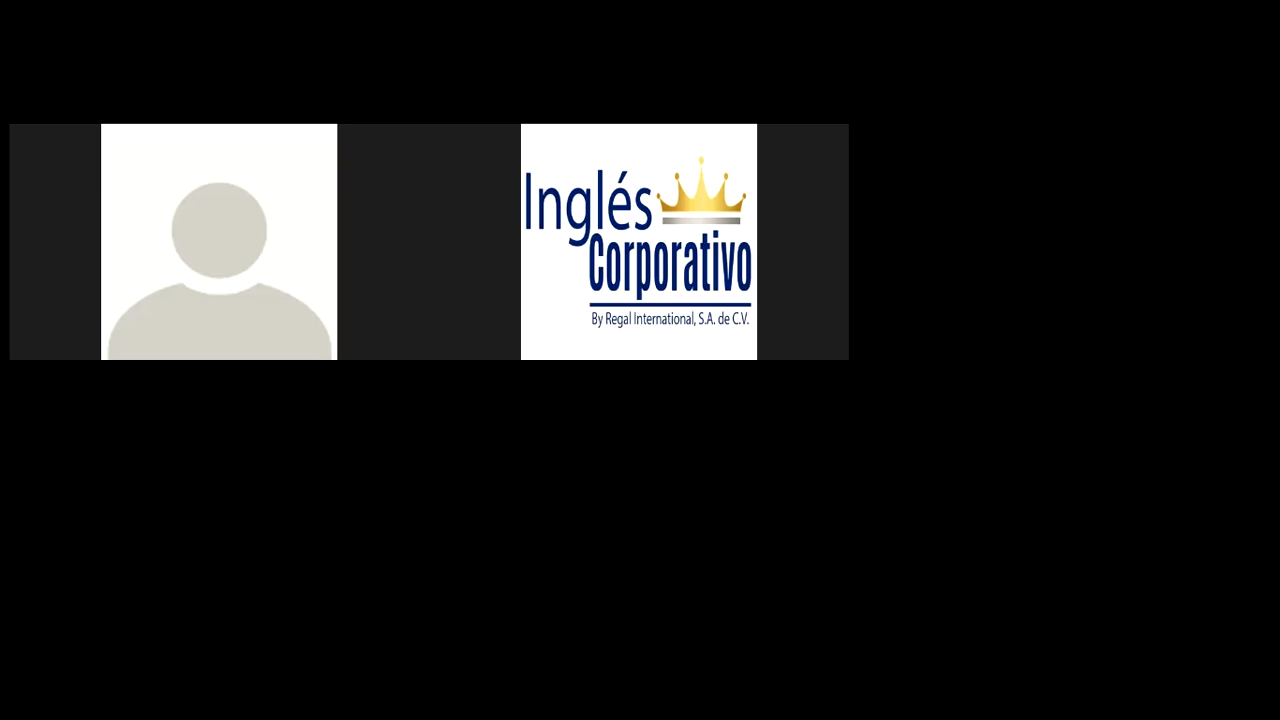 Inglés
Corporativo
By Regal International, S.A. de C.V.